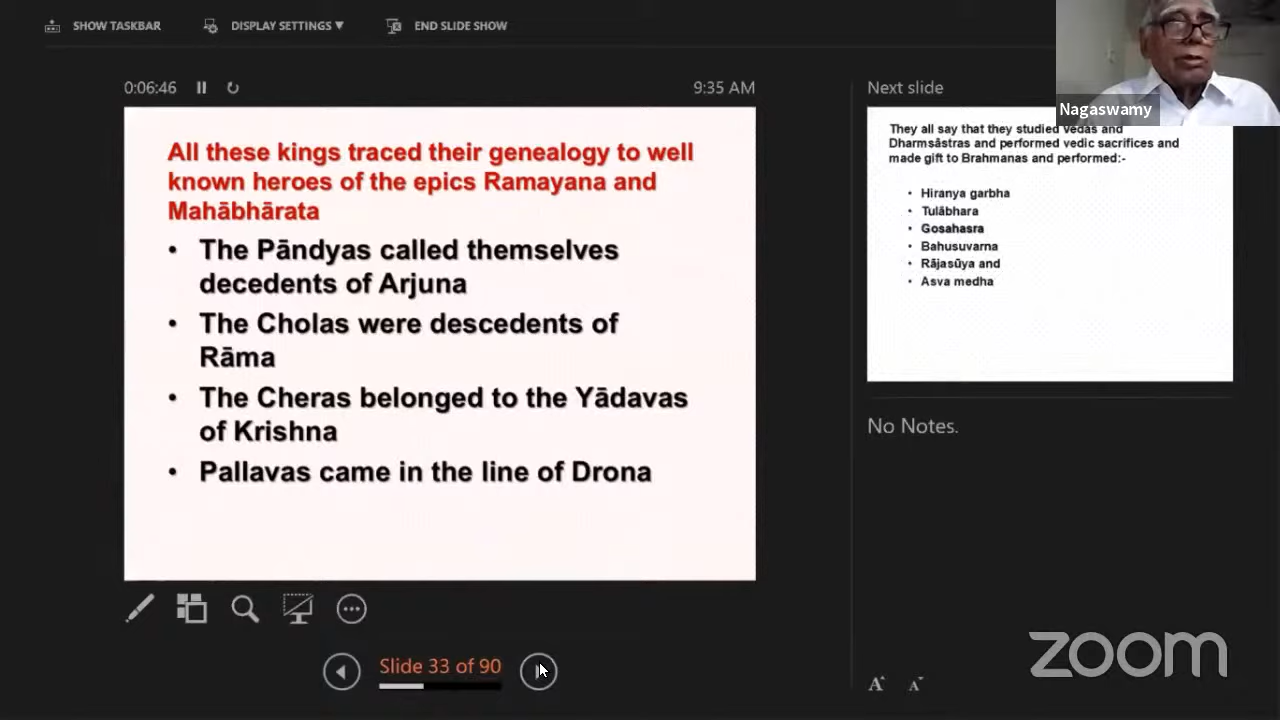 SHOW TASKBAR
DISPLAY SETTINGS ▼
END SLIDE SHOW
0:06:46
9:35 AM
All these kings traced their genealogy to well
known heroes of the epics Ramayana and
Mahābhārata
• The Pāndyas called themselves
decedents of Arjuna
• The Cholas were descedents of
Rāma
• The Cheras belonged to the Yādavas
of Krishna
• Pallavas came in the line of Drona
Slide 33 of 90
Next slide
Nagaswamy
They all say that they studied Vedas and
Dharmsāstras and performed vedic sacrifices and
made gift to Brahmanas and performed:-
• Hiranya garbha
• Tulābhara
• Gosahasra
• Bahusuvarna
• Rājasūya and
• Asva medha
No Notes.
A A
zoom